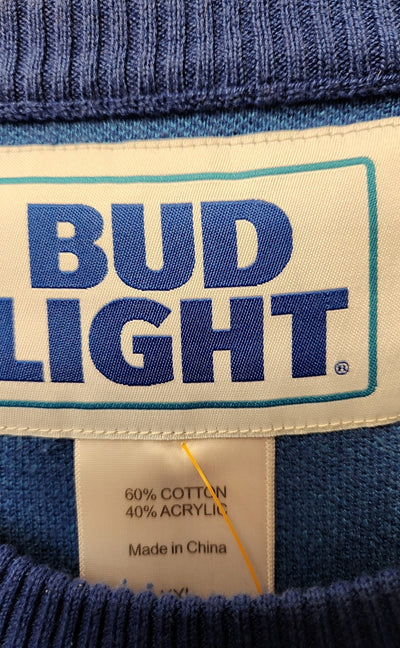 BUD
LIGHT®
60% COTTON
40% ACRYLIC
Made in China